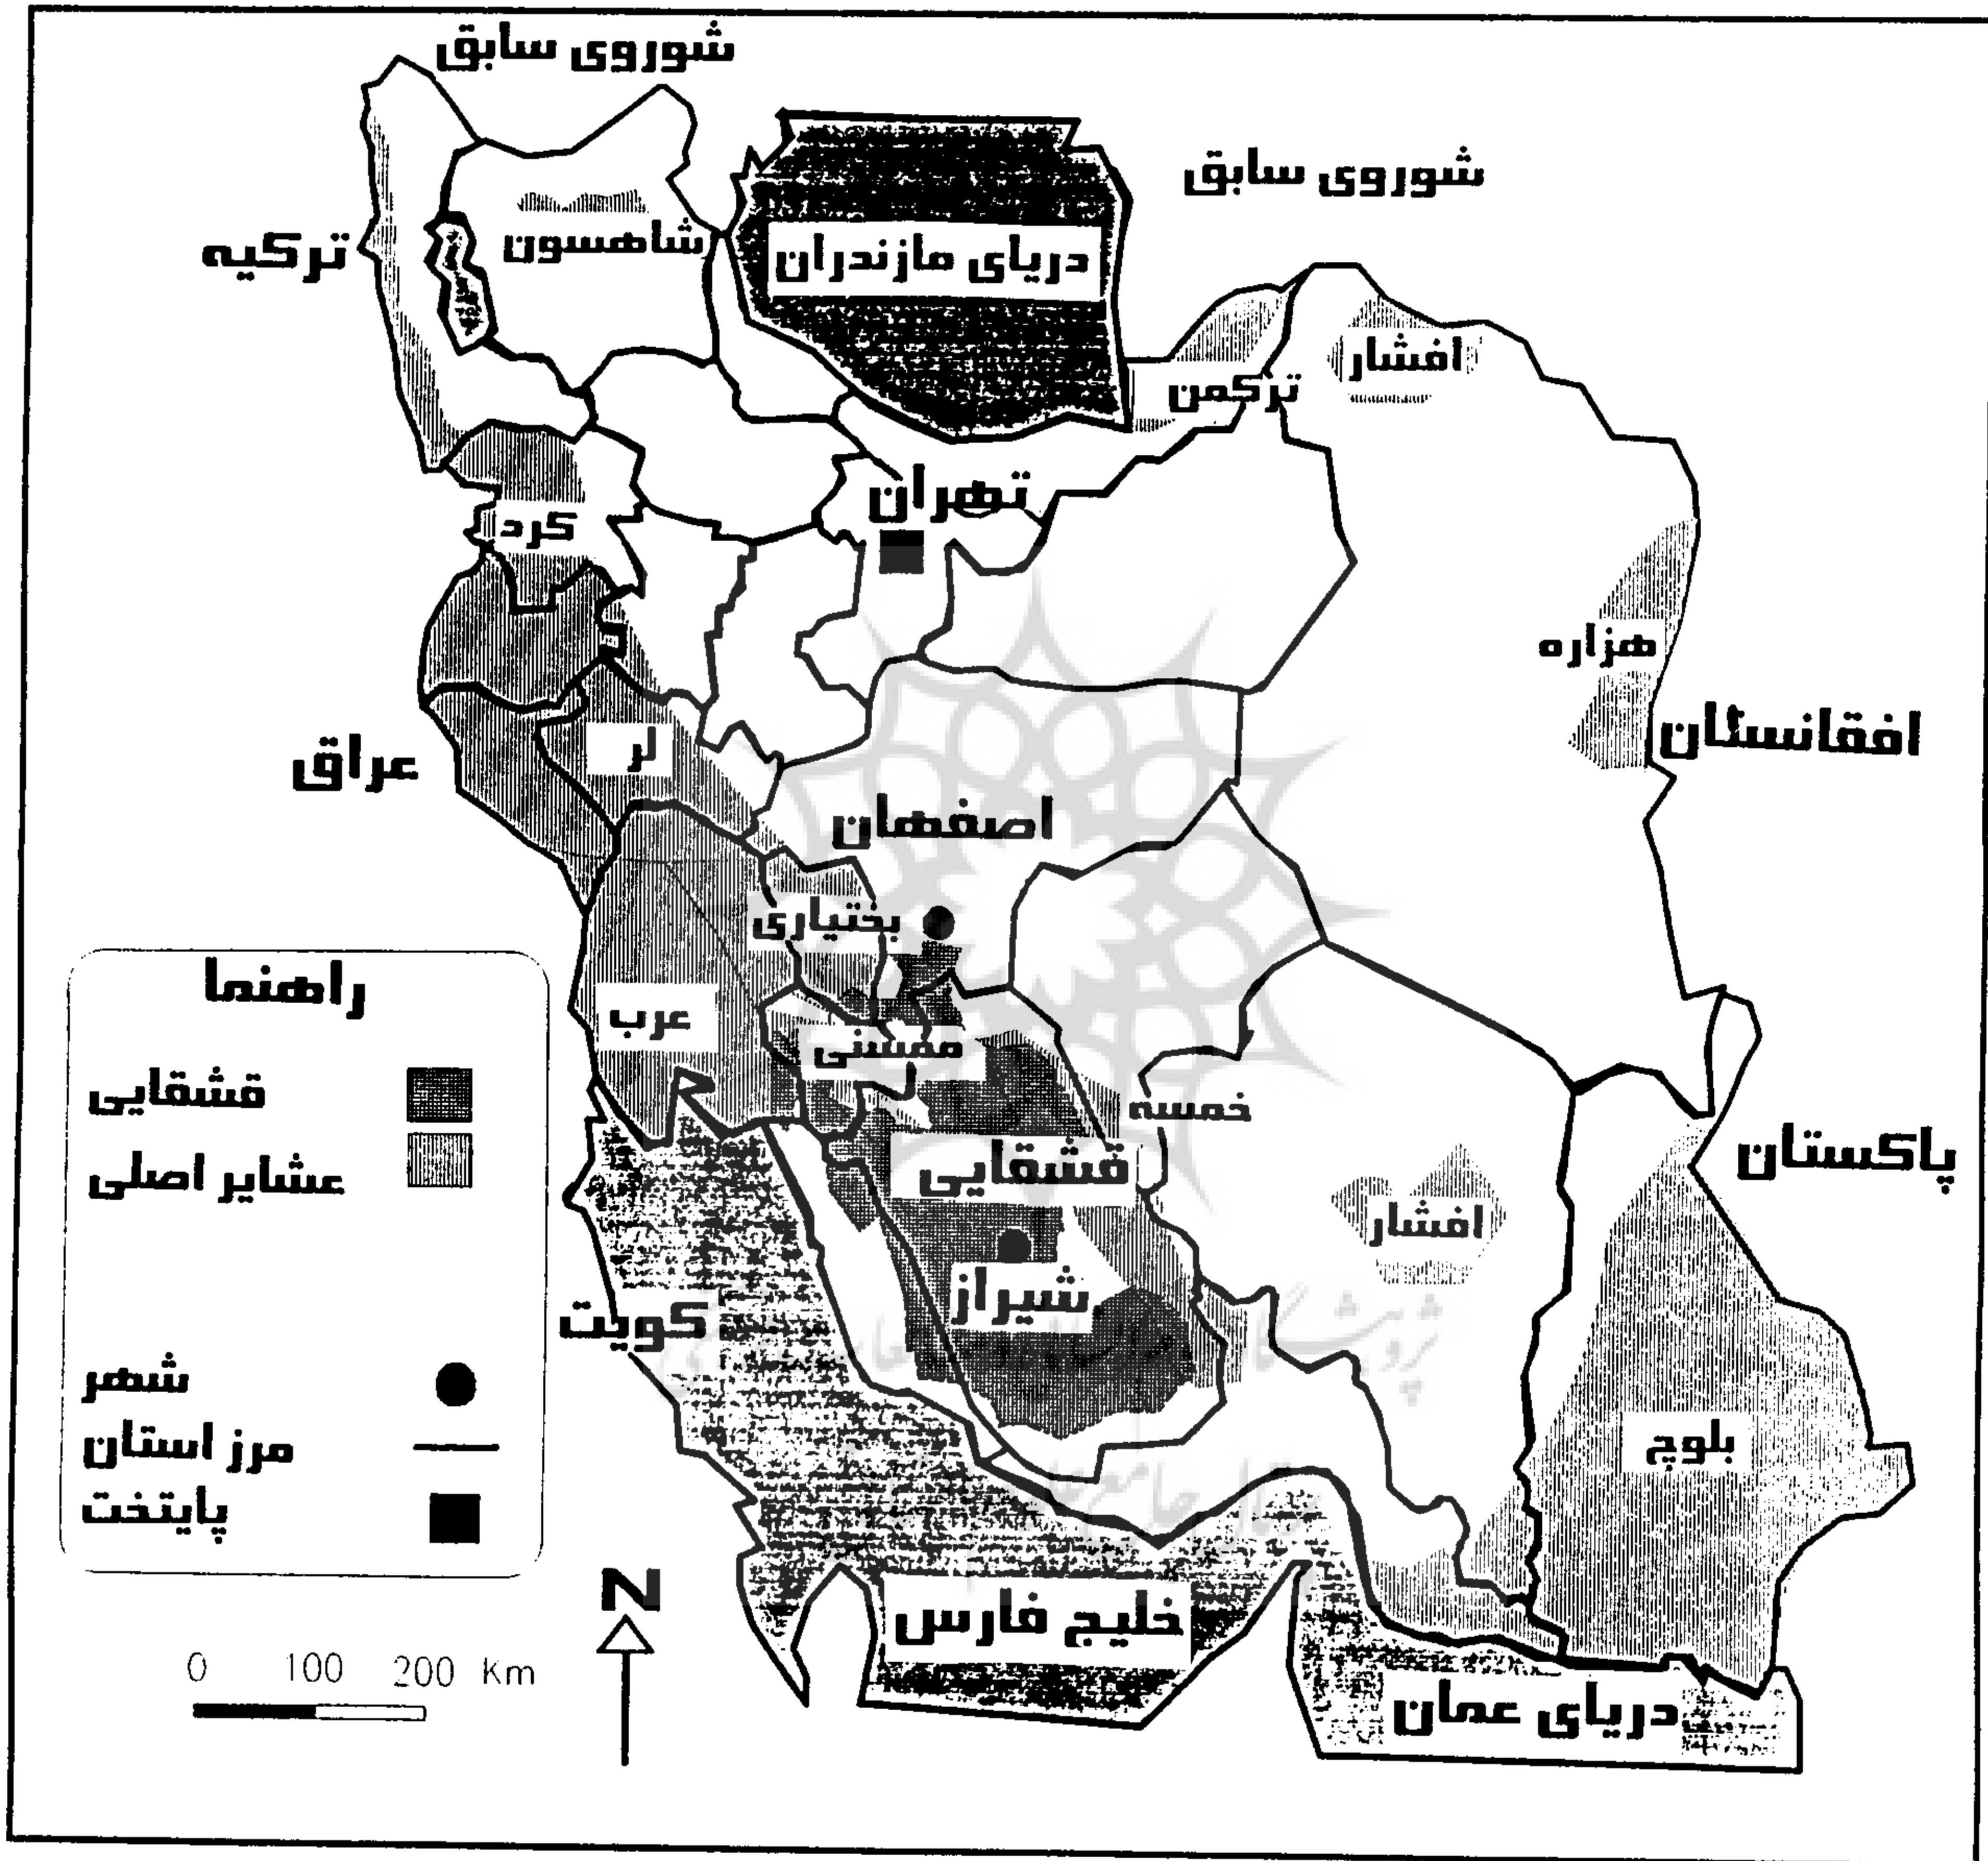 شوروی سابق
شوروی سابق
ترکیه
شاهسون
دریای مازندران
افشار
ترکمن
تهران
کرد
هزاره
افغانستان
لر
عراق
اصفهان
بختیاری
عرب
ممسنی
خمسه
پاکستان
قشقایی
افشار
شیراز
کویت
بلوچ
خلیج فارس
دریای عمان
راهنما
قشقایی
عشایر اصلی
شهر
مرز استان
پایتخت
N
0 100 200 Km